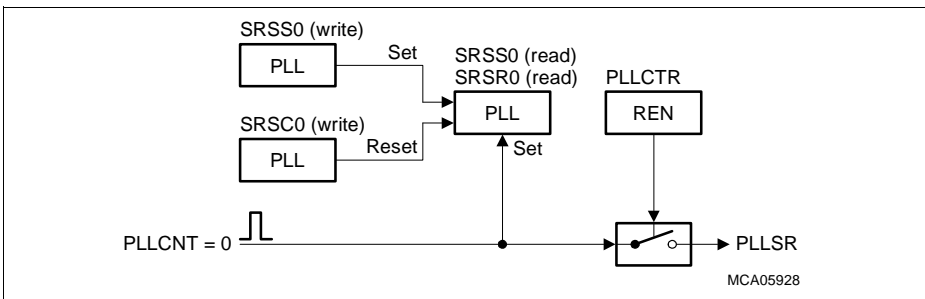 SRSS0 (write)
PLL
Set
SRSS0 (read)
SRSR0 (read)
PLL
PLLCTR
REN
SRSC0 (write)
PLL
Reset
Set
PLLCNT = 0
PLLSR
MCA05928